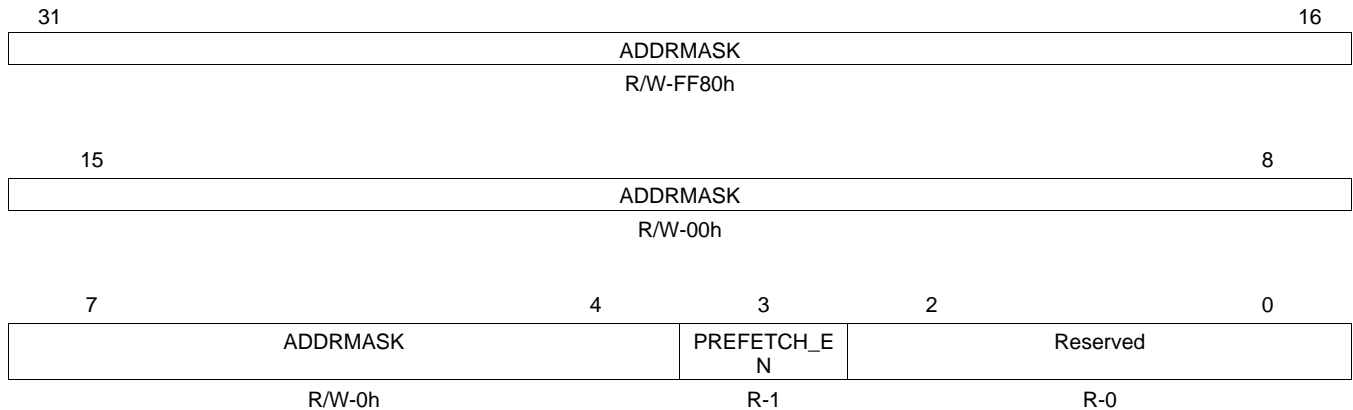 31 16
ADDRMASK
R/W-FF80h
15 8
ADDRMASK
R/W-00h
7 4 3 2 0
ADDRMASK PREFETCH_E Reserved
N
R/W-0h R-1 R-0